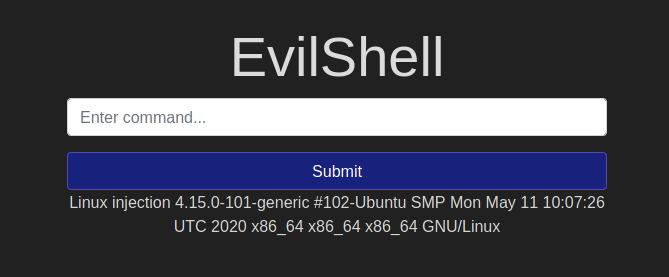 EvilShell
Enter command...
Submit
Linux injection 4.15.0-101-generic #102-Ubuntu SMP Mon May 11 10:07:26
UTC 2020 x86_64 x86_64 x86_64 GNU/Linux